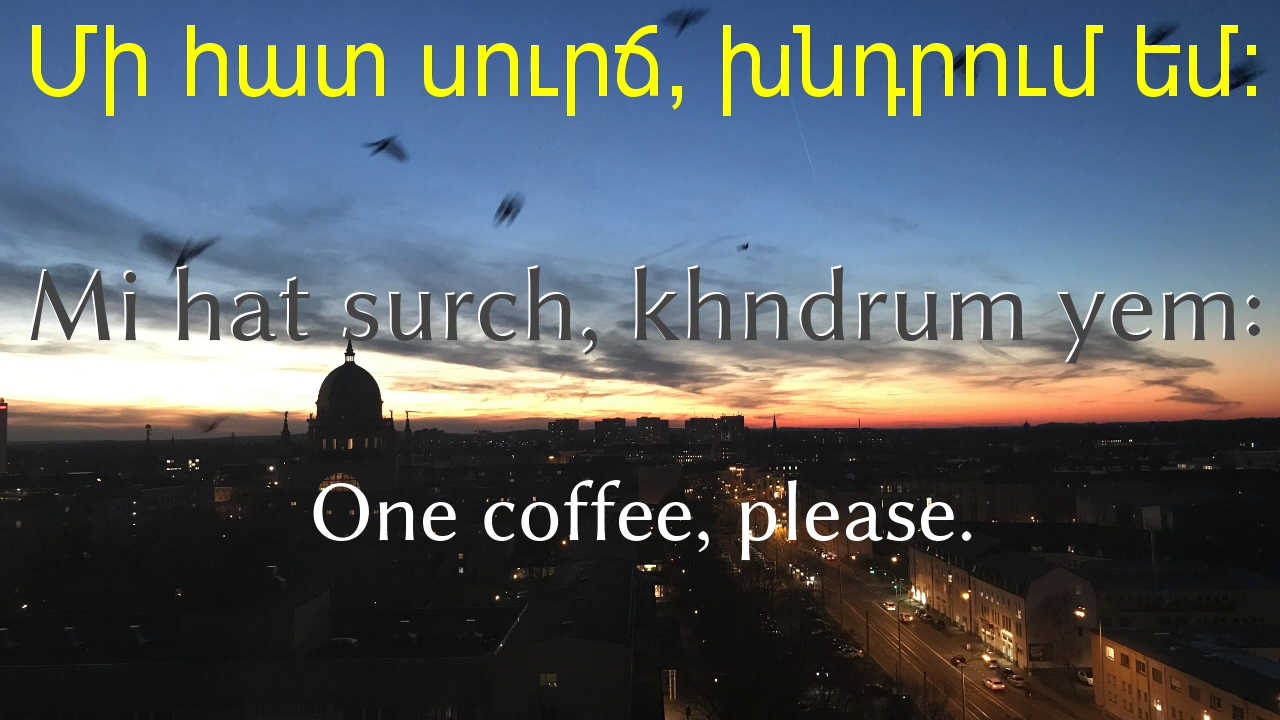 Մի հատ սուրճ, խնդրում եմ:
Mi hat surch, khndrum yem:
One coffee, please.